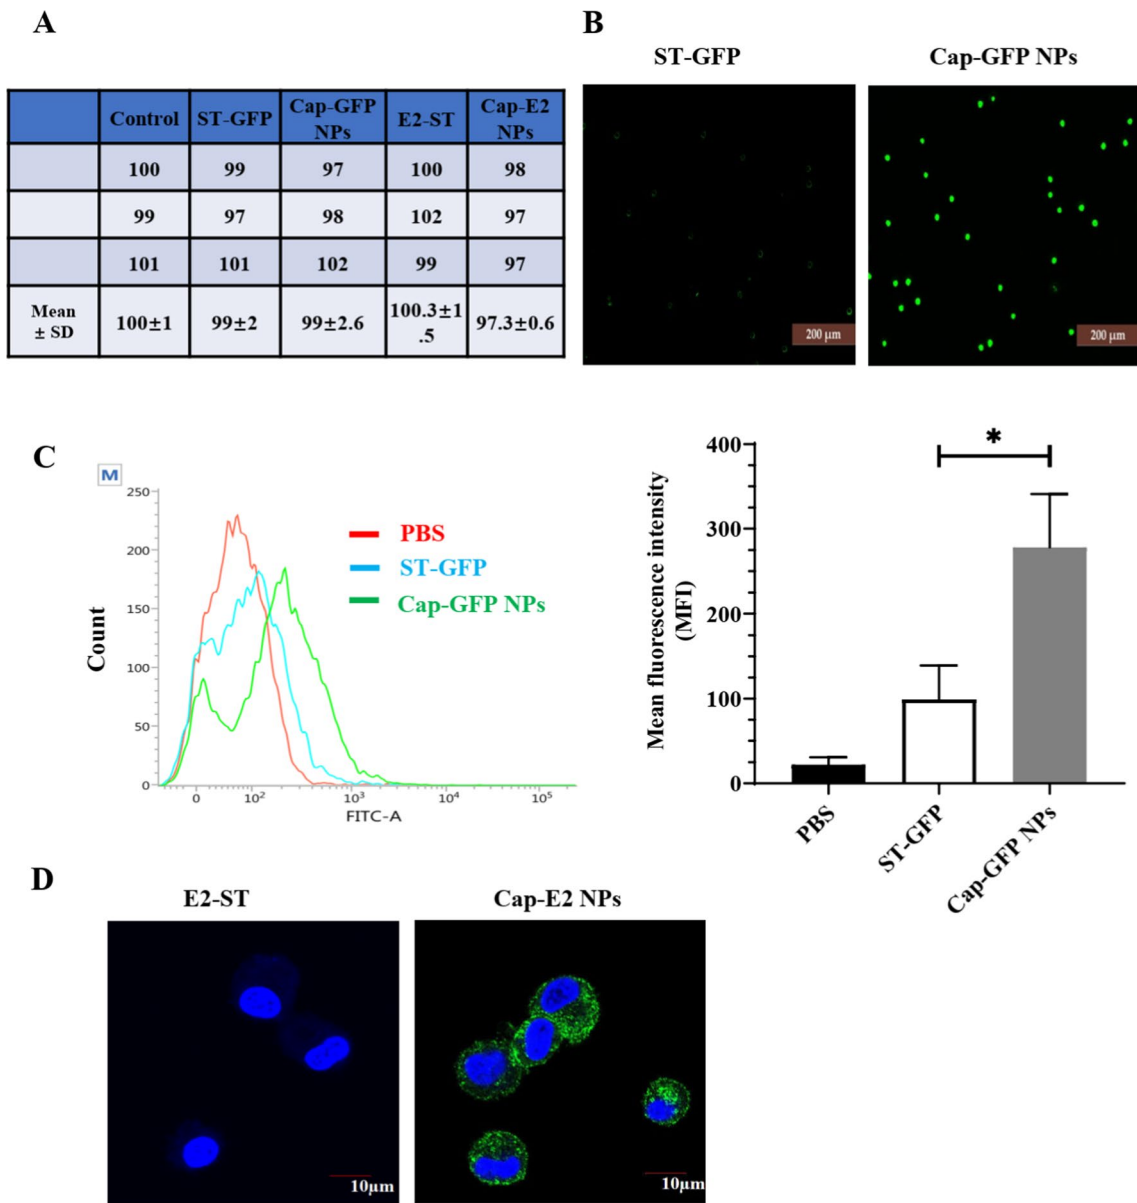 A
Control ST-GFP Cap-GFP NPs E2-ST Cap-E2 NPs
100 99 97 100 98
99 97 98 102 97
101 101 102 99 97
Mean ± SD 100±1 99±2 99±2.6 100.3±1.5 97.3±0.6
B
ST-GFP Cap-GFP NPs
200 µm 200 µm
C
M
Count
250
200
150
100
50
0
0 10² 10³ 10⁴ 10⁵
FITC-A
PBS
ST-GFP
Cap-GFP NPs
Mean fluorescence intensity
(MFI)
400
300
200
100
0
*
PBS
ST-GFP
Cap-GFP NPs
D
E2-ST Cap-E2 NPs
10µm 10µm